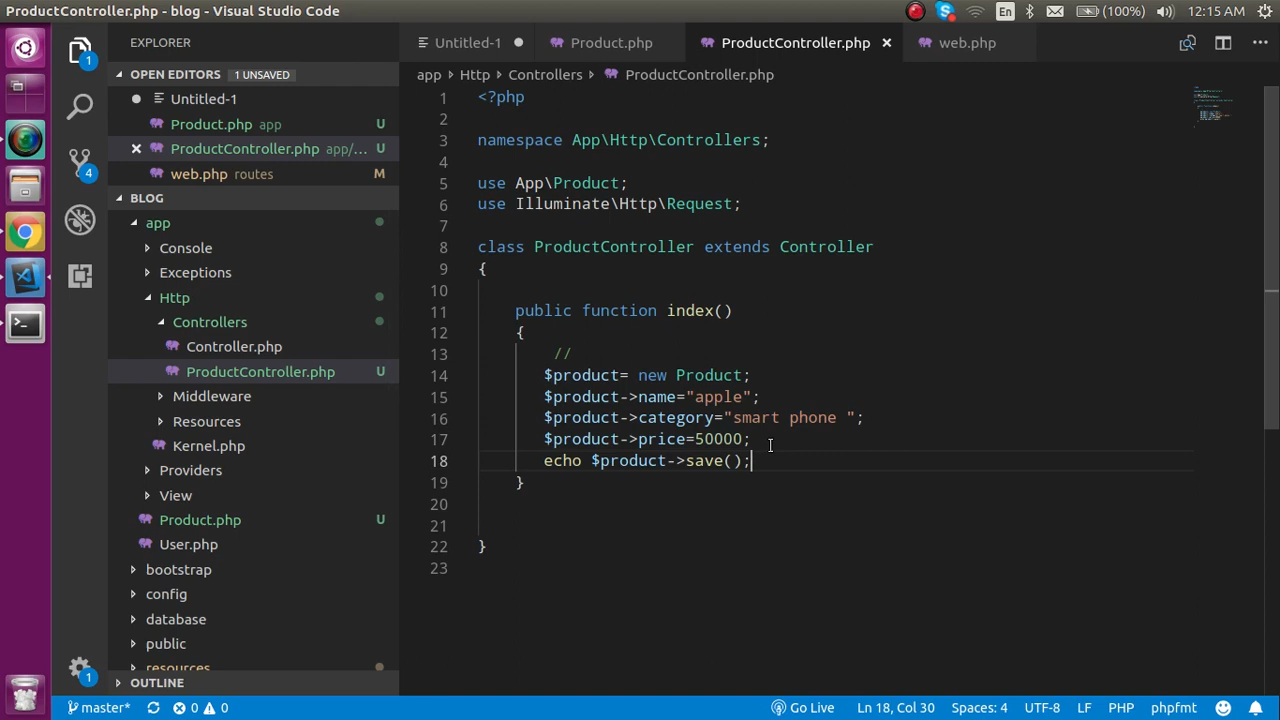 ProductController.php - blog - Visual Studio Code
En
(100%)
12:15 AM
EXPLORER
OPEN EDITORS
1 UNSAVED
Untitled-1
Product.php app U
ProductController.php app/... U
web.php routes M
BLOG
app
Console
Exceptions
Http
Controllers
Controller.php
ProductController.php U
Middleware
Resources
Kernel.php
Providers
View
Product.php U
User.php
bootstrap
config
database
public
resources
OUTLINE
1
4
1
Untitled-1
Product.php
ProductController.php
web.php
app Http Controllers ProductController.php
1 <?php
2
3 namespace App\Http\Controllers;
4
5 use App\Product;
6 use Illuminate\Http\Request;
7
8 class ProductController extends Controller
9 {
10
11 public function index()
12 {
13 //
14 $product= new Product;
15 $product->name="apple";
16 $product->category="smart phone ";
17 $product->price=50000;
18 echo $product->save();
19 }
20
21
22 }
23
master* 0 0
Go Live Ln 18, Col 30 Spaces: 4 UTF-8 LF PHP phpfmt 1